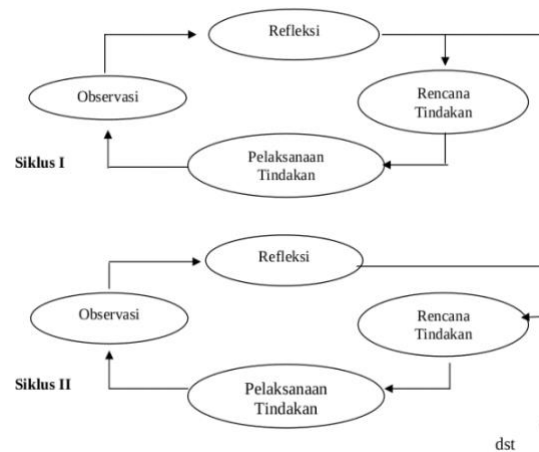 Refleksi
Observasi
Rencana
Tindakan
Siklus I
Pelaksanaan
Tindakan
Refleksi
Observasi
Rencana
Tindakan
Siklus II
Pelaksanaan
Tindakan
dst